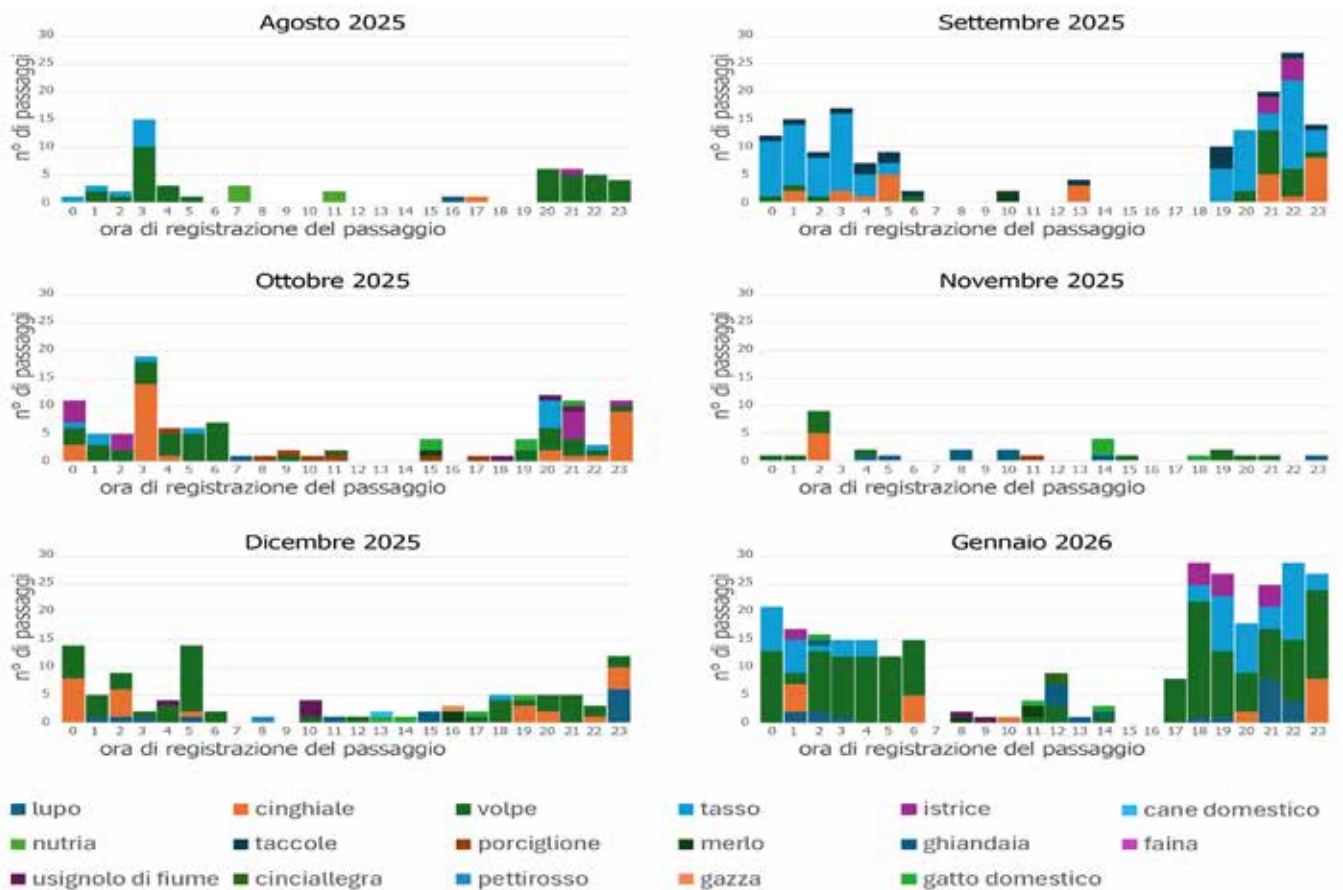 Agosto 2025
30
25
20
15
10
5
0
n° di passaggi
0 1 2 3 4 5 6 7 8 9 10 11 12 13 14 15 16 17 18 19 20 21 22 23
ora di registrazione del passaggio
Settembre 2025
30
25
20
15
10
5
0
n° di passaggi
0 1 2 3 4 5 6 7 8 9 10 11 12 13 14 15 16 17 18 19 20 21 22 23
ora di registrazione del passaggio
Ottobre 2025
30
25
20
15
10
5
0
n° di passaggi
0 1 2 3 4 5 6 7 8 9 10 11 12 13 14 15 16 17 18 19 20 21 22 23
ora di registrazione del passaggio
Novembre 2025
30
25
20
15
10
5
0
n° di passaggi
0 1 2 3 4 5 6 7 8 9 10 11 12 13 14 15 16 17 18 19 20 21 22 23
ora di registrazione del passaggio
Dicembre 2025
30
25
20
15
10
5
0
n° di passaggi
0 1 2 3 4 5 6 7 8 9 10 11 12 13 14 15 16 17 18 19 20 21 22 23
ora di registrazione del passaggio
Gennaio 2026
30
25
20
15
10
5
0
n° di passaggi
0 1 2 3 4 5 6 7 8 9 10 11 12 13 14 15 16 17 18 19 20 21 22 23
ora di registrazione del passaggio
lupo cinghiale volpe tasso istrice cane domestico
nutria taccole porciglione merlo ghiandaia faina
usignolo di fiume cinciallegra pettirosso gazza gatto domestico